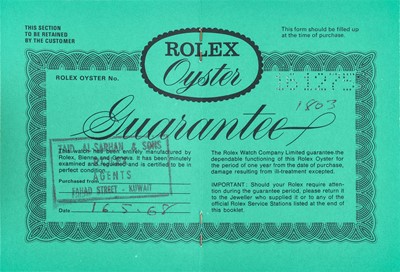 THIS SECTION
TO BE RETAINED
BY THE CUSTOMER
This form should be filled up
at the time of purchase.
ROLEX
Oyster
ROLEX OYSTER No.
1803
Guarantee
This watch has been entirely manufactured by
Rolex, Bienne and Geneva. It has been minutely
examined and regulated and is certified to be in
perfect condition.
ZAID ALSARHAN & SONS
AGENTS
FAHAD STREET - KUWAIT
Purchased from
Date 16.5.68
The Rolex Watch Company Limited guarantee the
dependable functioning of this Rolex Oyster for
the period of one year from the date of purchase,
damage resulting from ill-treatment excepted.
IMPORTANT: Should your Rolex require atten-
tion during the guarantee period, please return it
to the Jeweller who supplied it or to any of the
official Rolex Service Stations listed at the end of
this booklet.